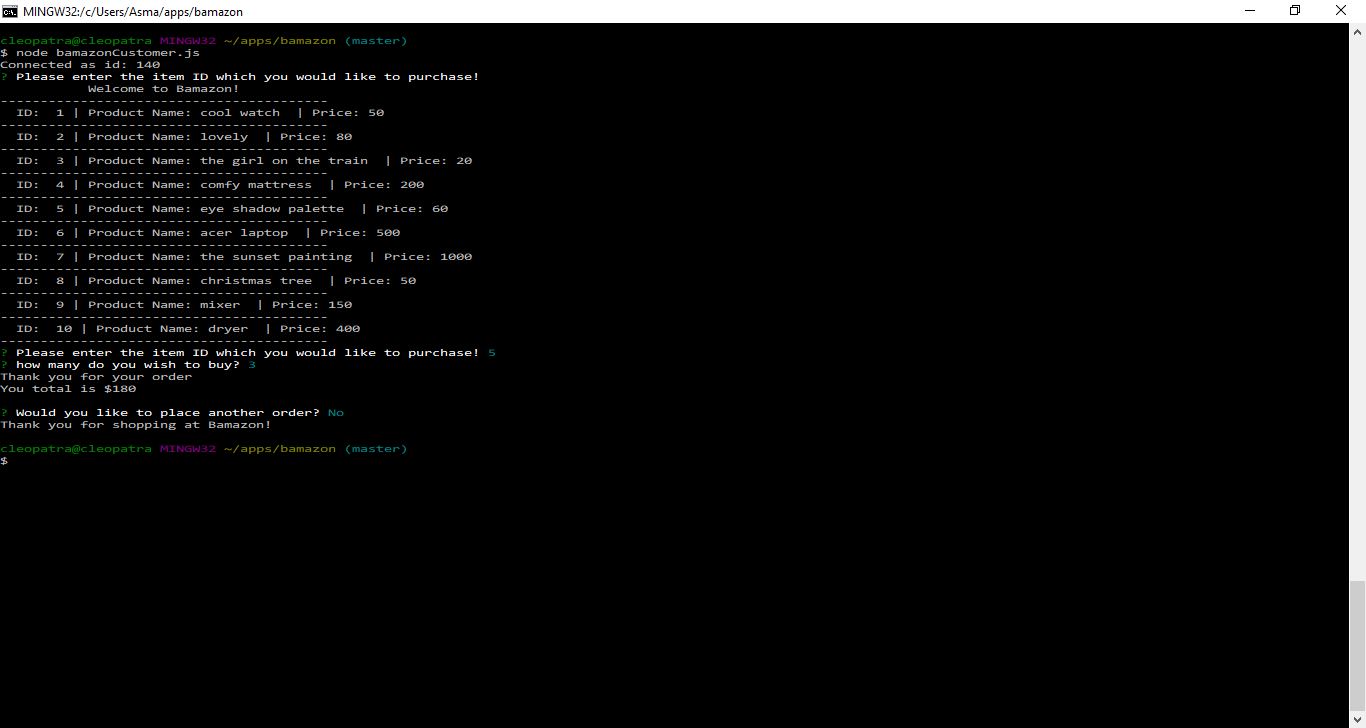 MINGW32:/c/Users/Asma/apps/bamazon
cleopatra@cleopatra MINGW32 ~/apps/bamazon (master)
$ node bamazonCustomer.js
Connected as id: 140
? Please enter the item ID which you would like to purchase!
Welcome to Bamazon!
-----------------------------------------
ID: 1 | Product Name: cool watch | Price: 50
-----------------------------------------
ID: 2 | Product Name: lovely | Price: 80
-----------------------------------------
ID: 3 | Product Name: the girl on the train | Price: 20
-----------------------------------------
ID: 4 | Product Name: comfy mattress | Price: 200
-----------------------------------------
ID: 5 | Product Name: eye shadow palette | Price: 60
-----------------------------------------
ID: 6 | Product Name: acer laptop | Price: 500
-----------------------------------------
ID: 7 | Product Name: the sunset painting | Price: 1000
-----------------------------------------
ID: 8 | Product Name: christmas tree | Price: 50
-----------------------------------------
ID: 9 | Product Name: mixer | Price: 150
-----------------------------------------
ID: 10 | Product Name: dryer | Price: 400
-----------------------------------------
? Please enter the item ID which you would like to purchase! 5
? how many do you wish to buy? 3
Thank you for your order
You total is $180
? Would you like to place another order? No
Thank you for shopping at Bamazon!
cleopatra@cleopatra MINGW32 ~/apps/bamazon (master)
$